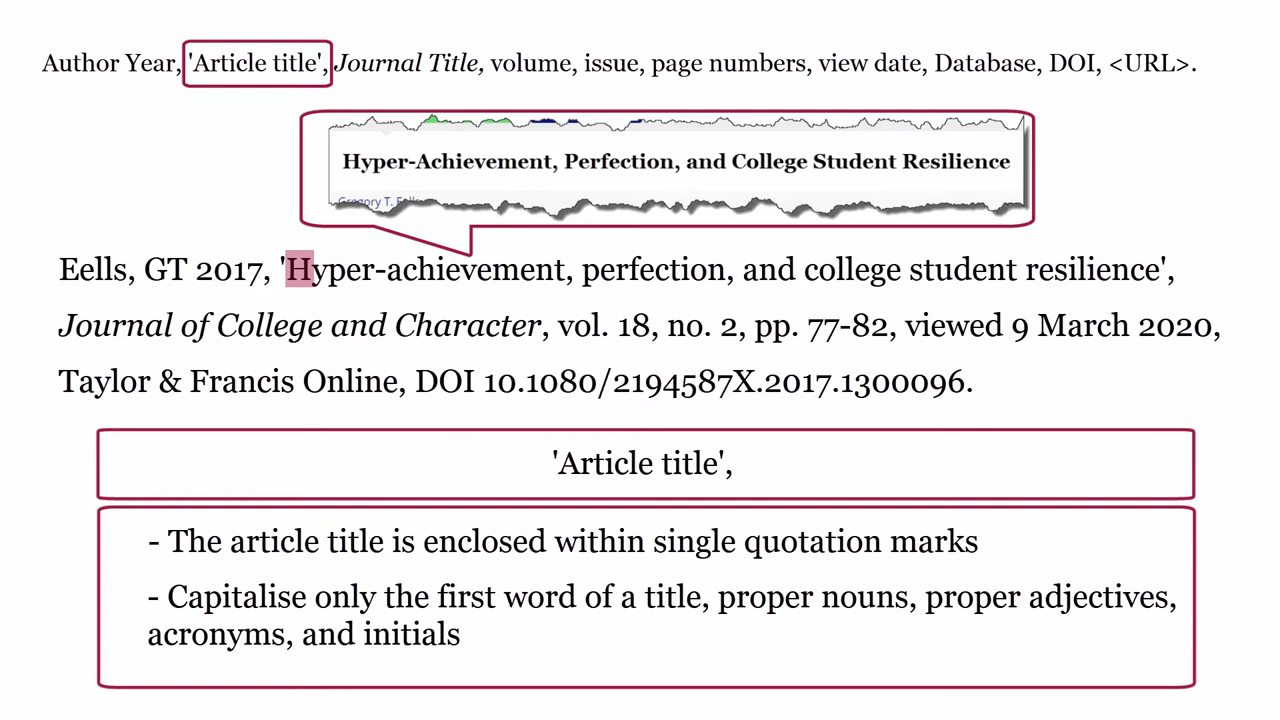 Author Year, 'Article title', Journal Title, volume, issue, page numbers, view date, Database, DOI, <URL>.
Hyper-Achievement, Perfection, and College Student Resilience
Gregory T.
Eells, GT 2017, 'Hyper-achievement, perfection, and college student resilience',
Journal of College and Character, vol. 18, no. 2, pp. 77-82, viewed 9 March 2020,
Taylor & Francis Online, DOI 10.1080/2194587X.2017.1300096.
'Article title',
- The article title is enclosed within single quotation marks
- Capitalise only the first word of a title, proper nouns, proper adjectives,
acronyms, and initials